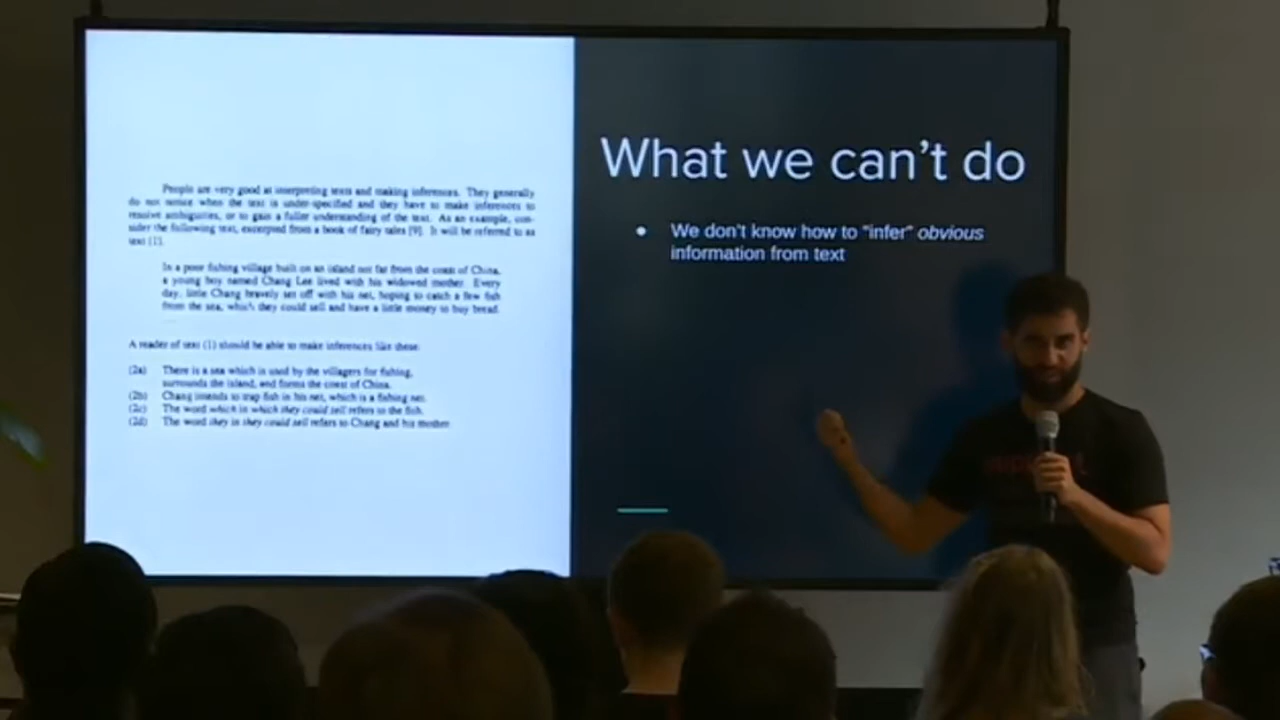 People are very good at interpreting texts and making inferences. They generally
do not notice when the text is under-specified and they have to make inferences to
resolve ambiguities, or to gain a fuller understanding of the text. As an example, con-
sider the following text, excerpted from a book of fairy tales [9]. It will be referred to as
text (1).
In a poor fishing village built on an island not far from the coast of China,
a young boy named Chang Lee lived with his widowed mother. Every
day, little Chang bravely set off with his net, hoping to catch a few fish
from the sea, which they could sell and have a little money to buy bread.
A reader of text (1) should be able to make inferences like these:
(2a) There is a sea which is used by the villagers for fishing,
surrounds the island, and forms the coast of China.
(2b) Chang intends to trap fish in his net, which is a fishing net.
(2c) The word which in which they could sell refers to the fish.
(2d) The word they in they could sell refers to Chang and his mother.
What we can't do
• We don't know how to "infer" obvious
information from text